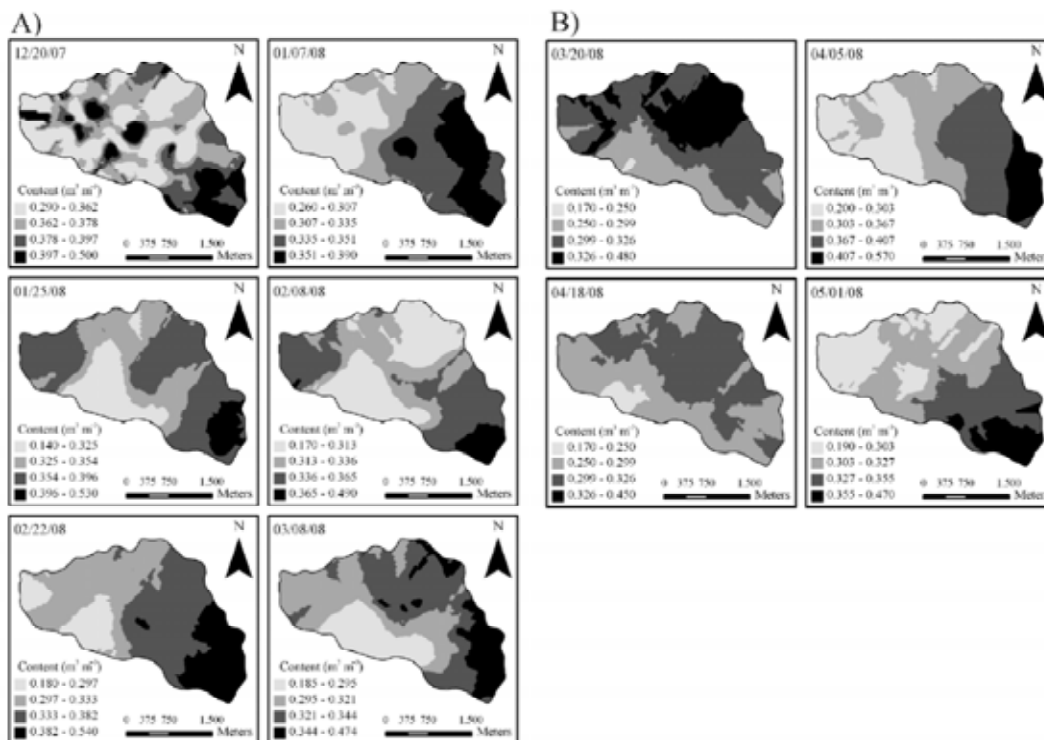 A)
12/20/07
N
Content (m³ m⁻³)
0.290 - 0.362
0.362 - 0.378
0.378 - 0.397
0.397 - 0.500
0 375 750 1.500
Meters
01/07/08
N
Content (m³ m⁻³)
0.260 - 0.307
0.307 - 0.335
0.335 - 0.351
0.351 - 0.390
0 375 750 1.500
Meters
01/25/08
N
Content (m³ m⁻³)
0.140 - 0.325
0.325 - 0.354
0.354 - 0.396
0.396 - 0.530
0 375 750 1.500
Meters
02/08/08
N
Content (m³ m⁻³)
0.170 - 0.313
0.313 - 0.336
0.336 - 0.365
0.365 - 0.490
0 375 750 1.500
Meters
02/22/08
N
Content (m³ m⁻³)
0.180 - 0.297
0.297 - 0.333
0.333 - 0.382
0.382 - 0.540
0 375 750 1.500
Meters
03/08/08
N
Content (m³ m⁻³)
0.185 - 0.295
0.295 - 0.321
0.321 - 0.344
0.344 - 0.474
0 375 750 1.500
Meters
B)
03/20/08
N
Content (m³ m⁻³)
0.170 - 0.250
0.250 - 0.299
0.299 - 0.326
0.326 - 0.480
0 375 750 1.500
Meters
04/05/08
N
Content (m³ m⁻³)
0.200 - 0.303
0.303 - 0.367
0.367 - 0.407
0.407 - 0.570
0 375 750 1.500
Meters
04/18/08
N
Content (m³ m⁻³)
0.170 - 0.250
0.250 - 0.299
0.299 - 0.326
0.326 - 0.450
0 375 750 1.500
Meters
05/01/08
N
Content (m³ m⁻³)
0.190 - 0.303
0.303 - 0.327
0.327 - 0.355
0.355 - 0.470
0 375 750 1.500
Meters